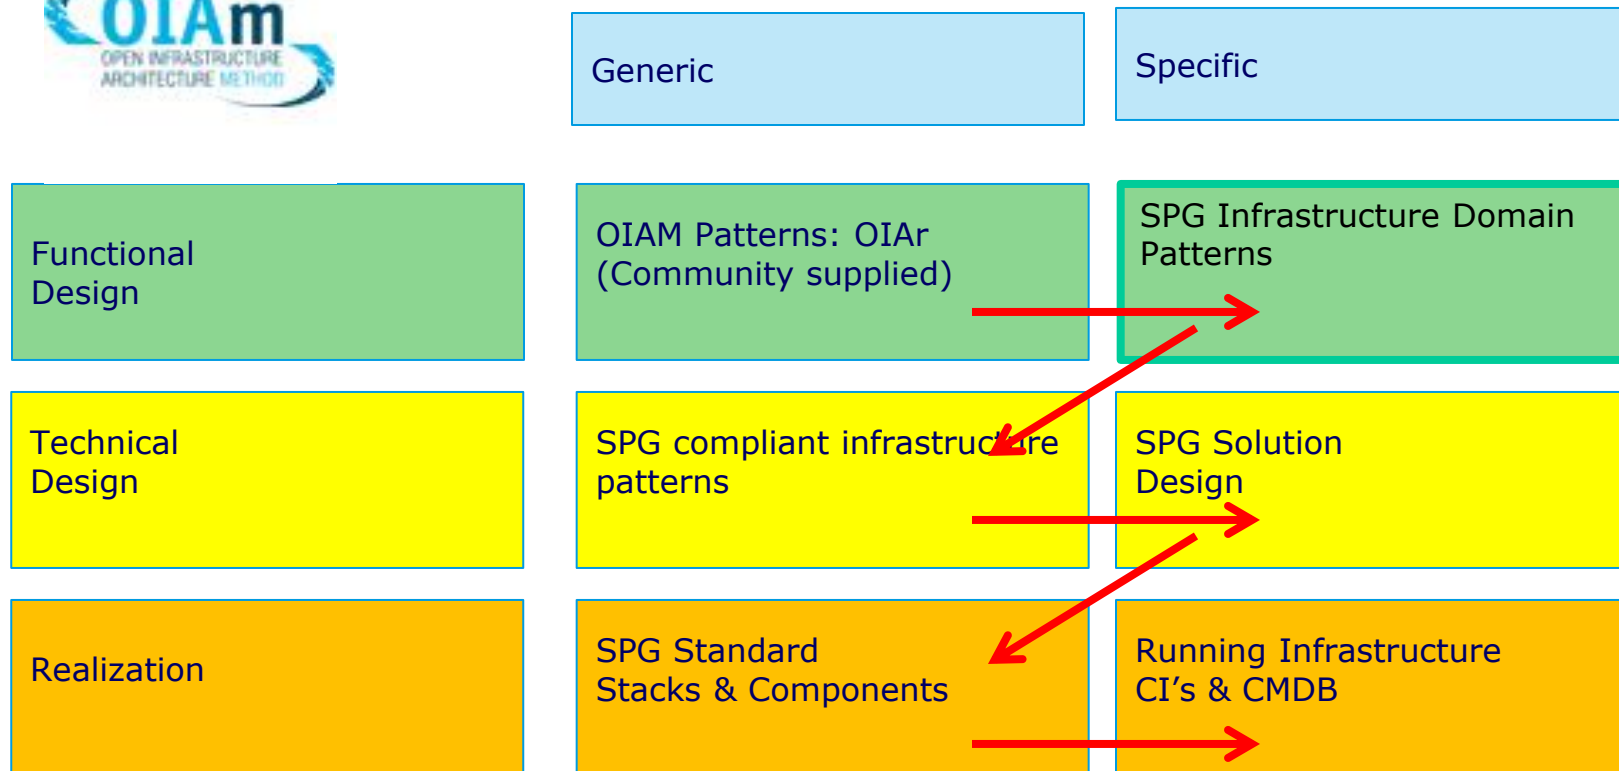 OIAm
OPEN INFRASTRUCTURE
ARCHITECTURE METHOD
Generic
Specific
Functional
Design
OIAM Patterns: OIAr
(Community supplied)
SPG Infrastructure Domain
Patterns
Technical
Design
SPG compliant infrastructure
patterns
SPG Solution
Design
Realization
SPG Standard
Stacks & Components
Running Infrastructure
CI’s & CMDB